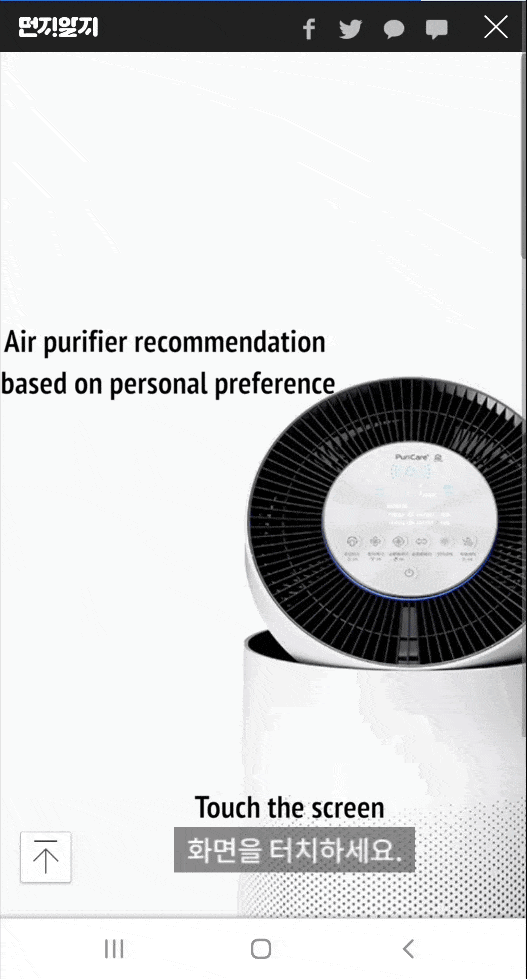 먼지알지
Air purifier recommendation
based on personal preference
PuriCare
Touch the screen
화면을 터치하세요.